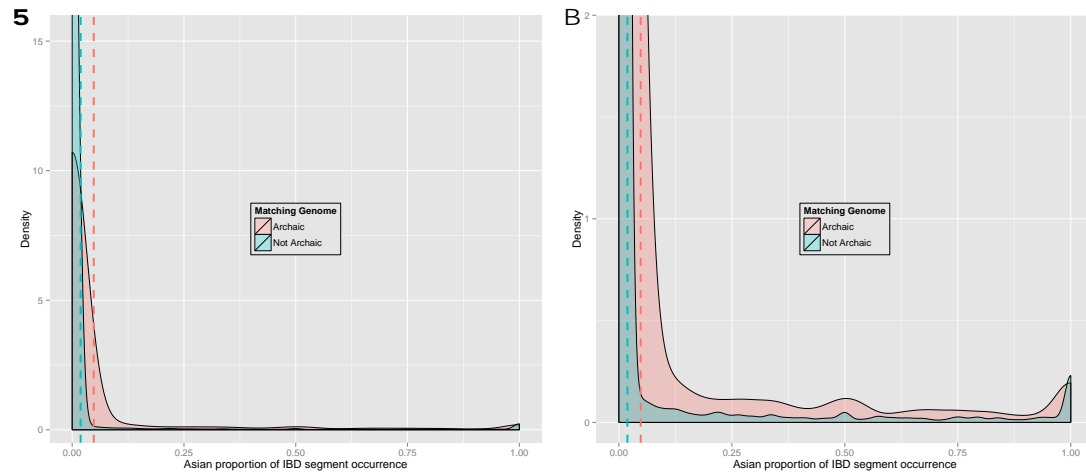 5
15
10
5
0
Density
0.00 0.25 0.50 0.75 1.00
Asian proportion of IBD segment occurrence
Matching Genome
Archaic
Not Archaic
B
2
1
0
Density
0.00 0.25 0.50 0.75 1.00
Asian proportion of IBD segment occurrence
Matching Genome
Archaic
Not Archaic